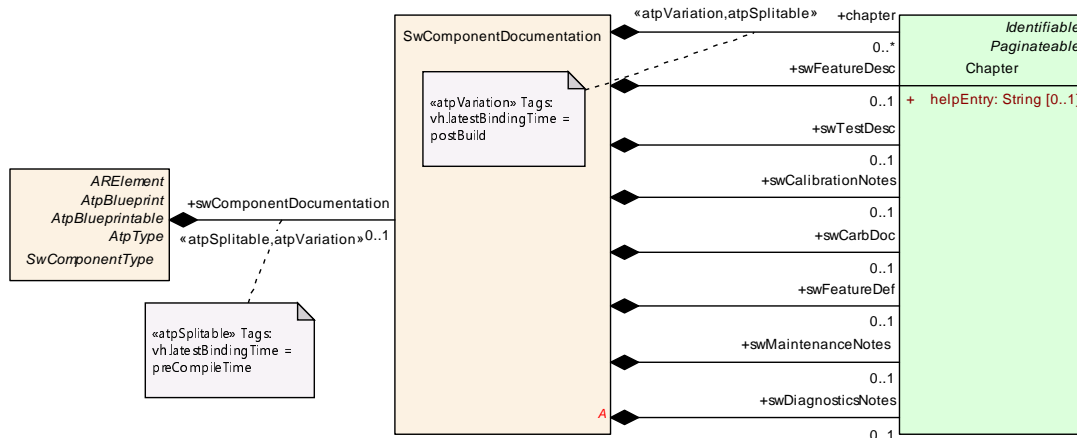 ARElement
AtpBlueprint
AtpBlueprintable
AtpType
SwComponentType
+swComponentDocumentation
«atpSplitable,atpVariation»
0..1
«atpSplitable» Tags:
vh.latestBindingTime =
preCompileTime
SwComponentDocumentation
«atpVariation» Tags:
vh.latestBindingTime =
postBuild
A
«atpVariation,atpSplitable»
+chapter
0..*
+swFeatureDesc
0..1
+swTestDesc
0..1
+swCalibrationNotes
0..1
+swCarbDoc
0..1
+swFeatureDef
0..1
+swMaintenanceNotes
0..1
+swDiagnosticsNotes
0..1
Identifiable
Paginateable
Chapter
+ helpEntry: String [0..1]